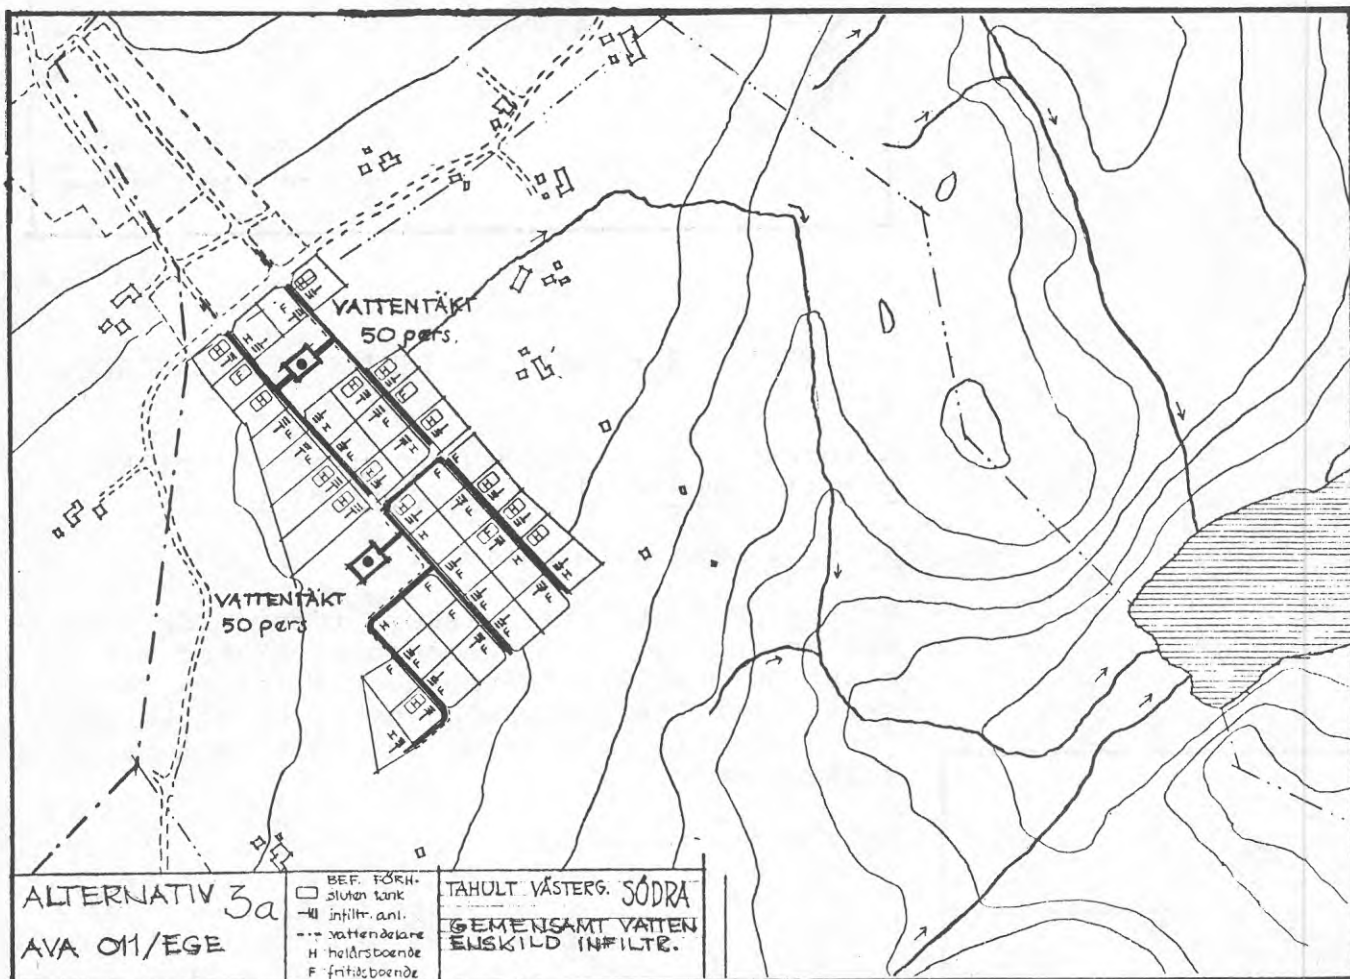 VATTENTÄKT
50 pers.
VATTENTÄKT
50 pers
ALTERNATIV 3a
AVA 011/EGE
BEF. FÖRH.
sluten tank
infiltr. anl.
vattendelare
H helårsboende
F fritidsboende
TAHULT VÄSTERG. SÖDRA
GEMENSAMT VATTEN
ENSKILD INFILTR.